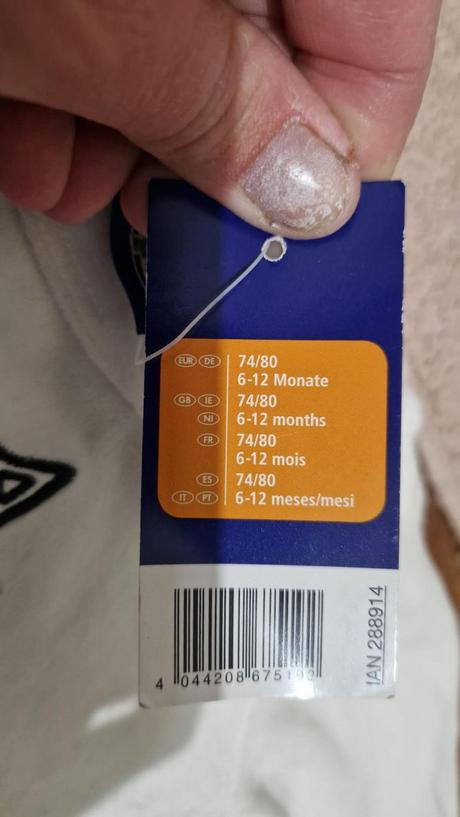 EUR DE 74/80
6-12 Monate
GB IE 74/80
NI 6-12 months
FR 74/80
6-12 mois
ES 74/80
IT PT 6-12 meses/mesi
4 044208 675192
IAN 288914